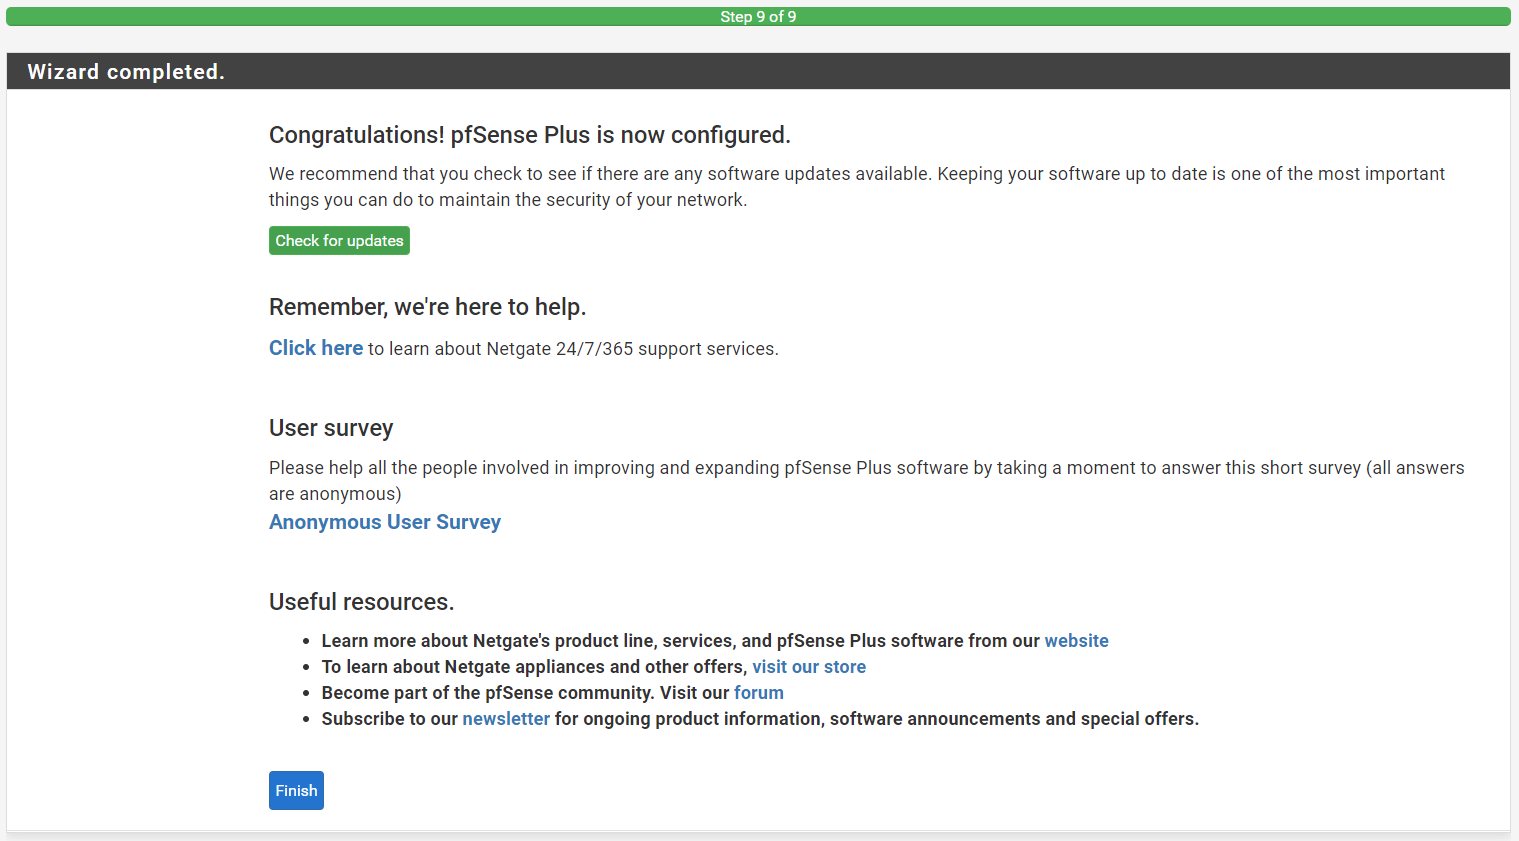 Step 9 of 9
Wizard completed.
Congratulations! pfSense Plus is now configured.
We recommend that you check to see if there are any software updates available. Keeping your software up to date is one of the most important
things you can do to maintain the security of your network.
Check for updates
Remember, we're here to help.
Click here to learn about Netgate 24/7/365 support services.
User survey
Please help all the people involved in improving and expanding pfSense Plus software by taking a moment to answer this short survey (all answers
are anonymous)
Anonymous User Survey
Useful resources.
• Learn more about Netgate's product line, services, and pfSense Plus software from our website
• To learn about Netgate appliances and other offers, visit our store
• Become part of the pfSense community. Visit our forum
• Subscribe to our newsletter for ongoing product information, software announcements and special offers.
Finish